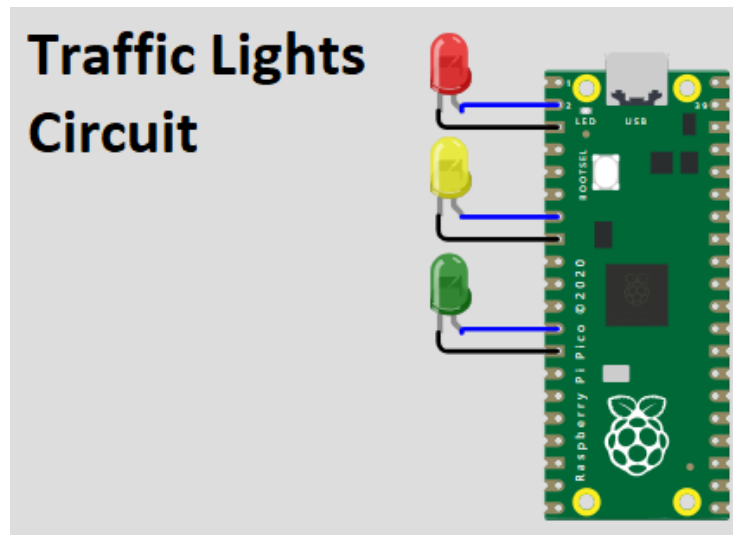 Traffic Lights
Circuit
1
2
39
LED
USB
BOOTSEL
Raspberry Pi Pico ©2020